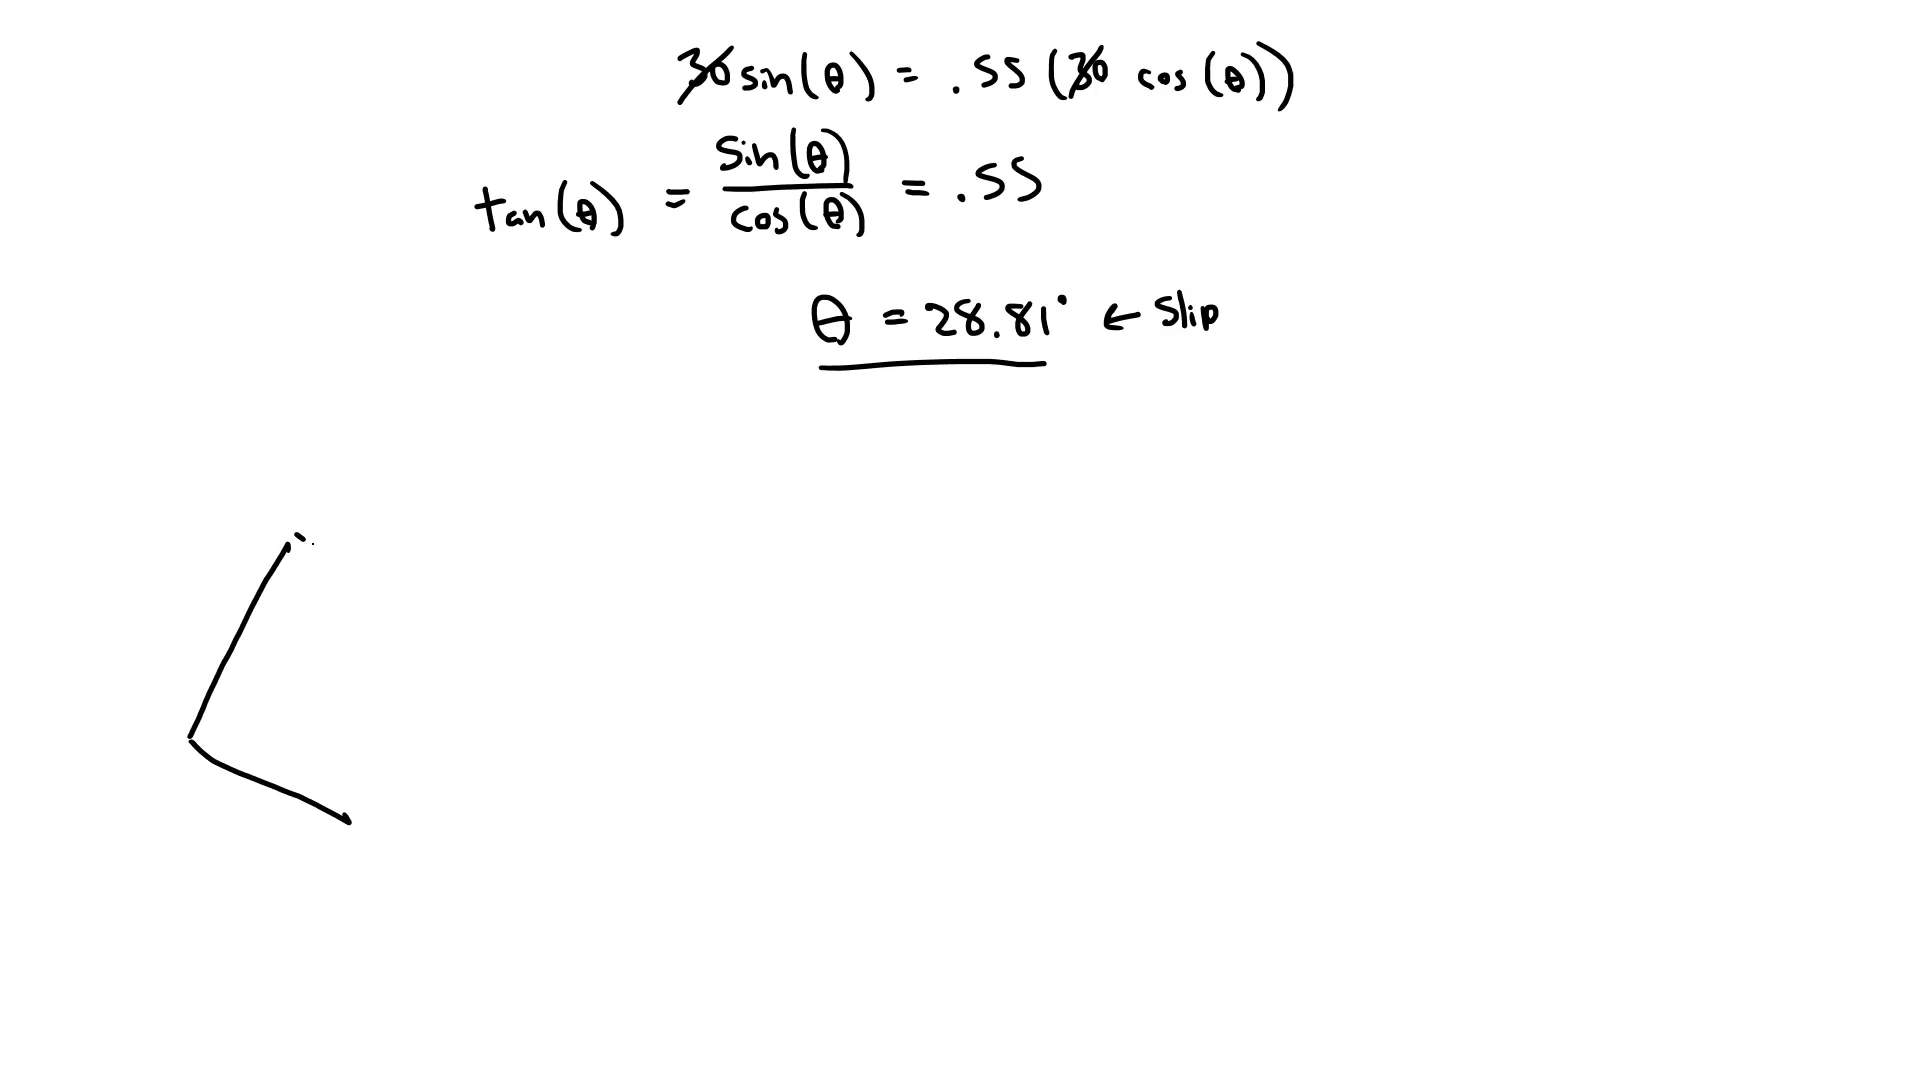 30 sin(θ) = .55 (30 cos(θ))
tan(θ) = sin(θ)/cos(θ) = .55
θ = 28.81° ← Slip